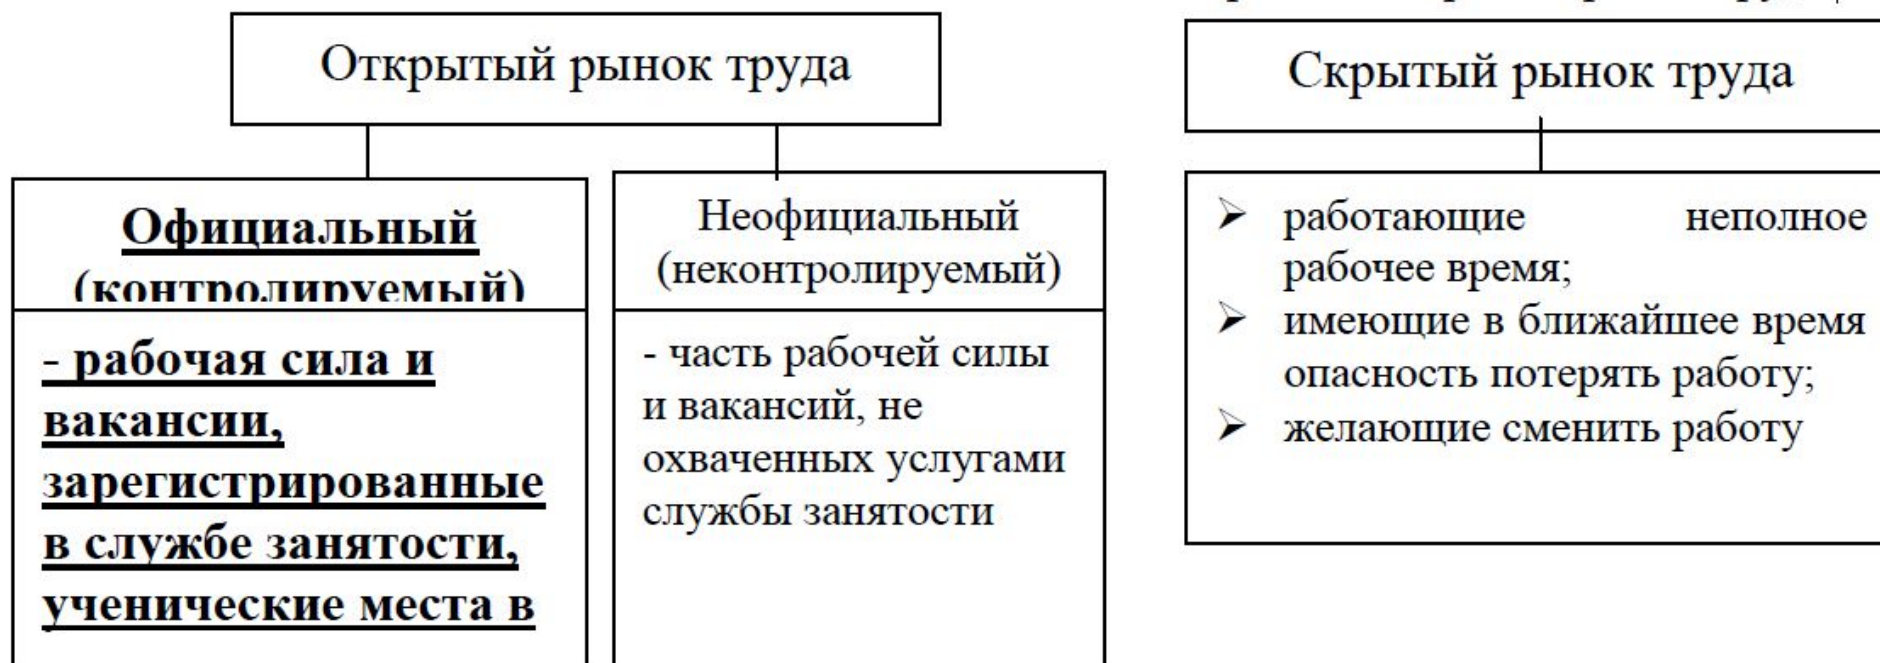 Открытый рынок труда
Официальный
(контролируемый)
- рабочая сила и
вакансии,
зарегистрированные
в службе занятости,
ученические места в
Неофициальный
(неконтролируемый)
- часть рабочей силы
и вакансий, не
охваченных услугами
службы занятости
Скрытый рынок труда
➢ работающие неполное
рабочее время;
➢ имеющие в ближайшее время
опасность потерять работу;
➢ желающие сменить работу